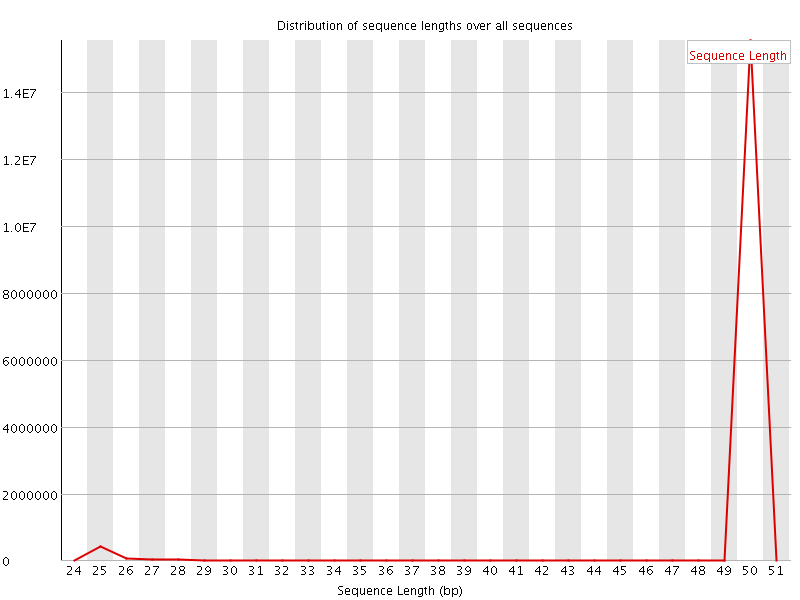 Distribution of sequence lengths over all sequences
Sequence Length
1.4E7
1.2E7
1.0E7
8000000
6000000
4000000
2000000
0
24 25 26 27 28 29 30 31 32 33 34 35 36 37 38 39 40 41 42 43 44 45 46 47 48 49 50 51
Sequence Length (bp)